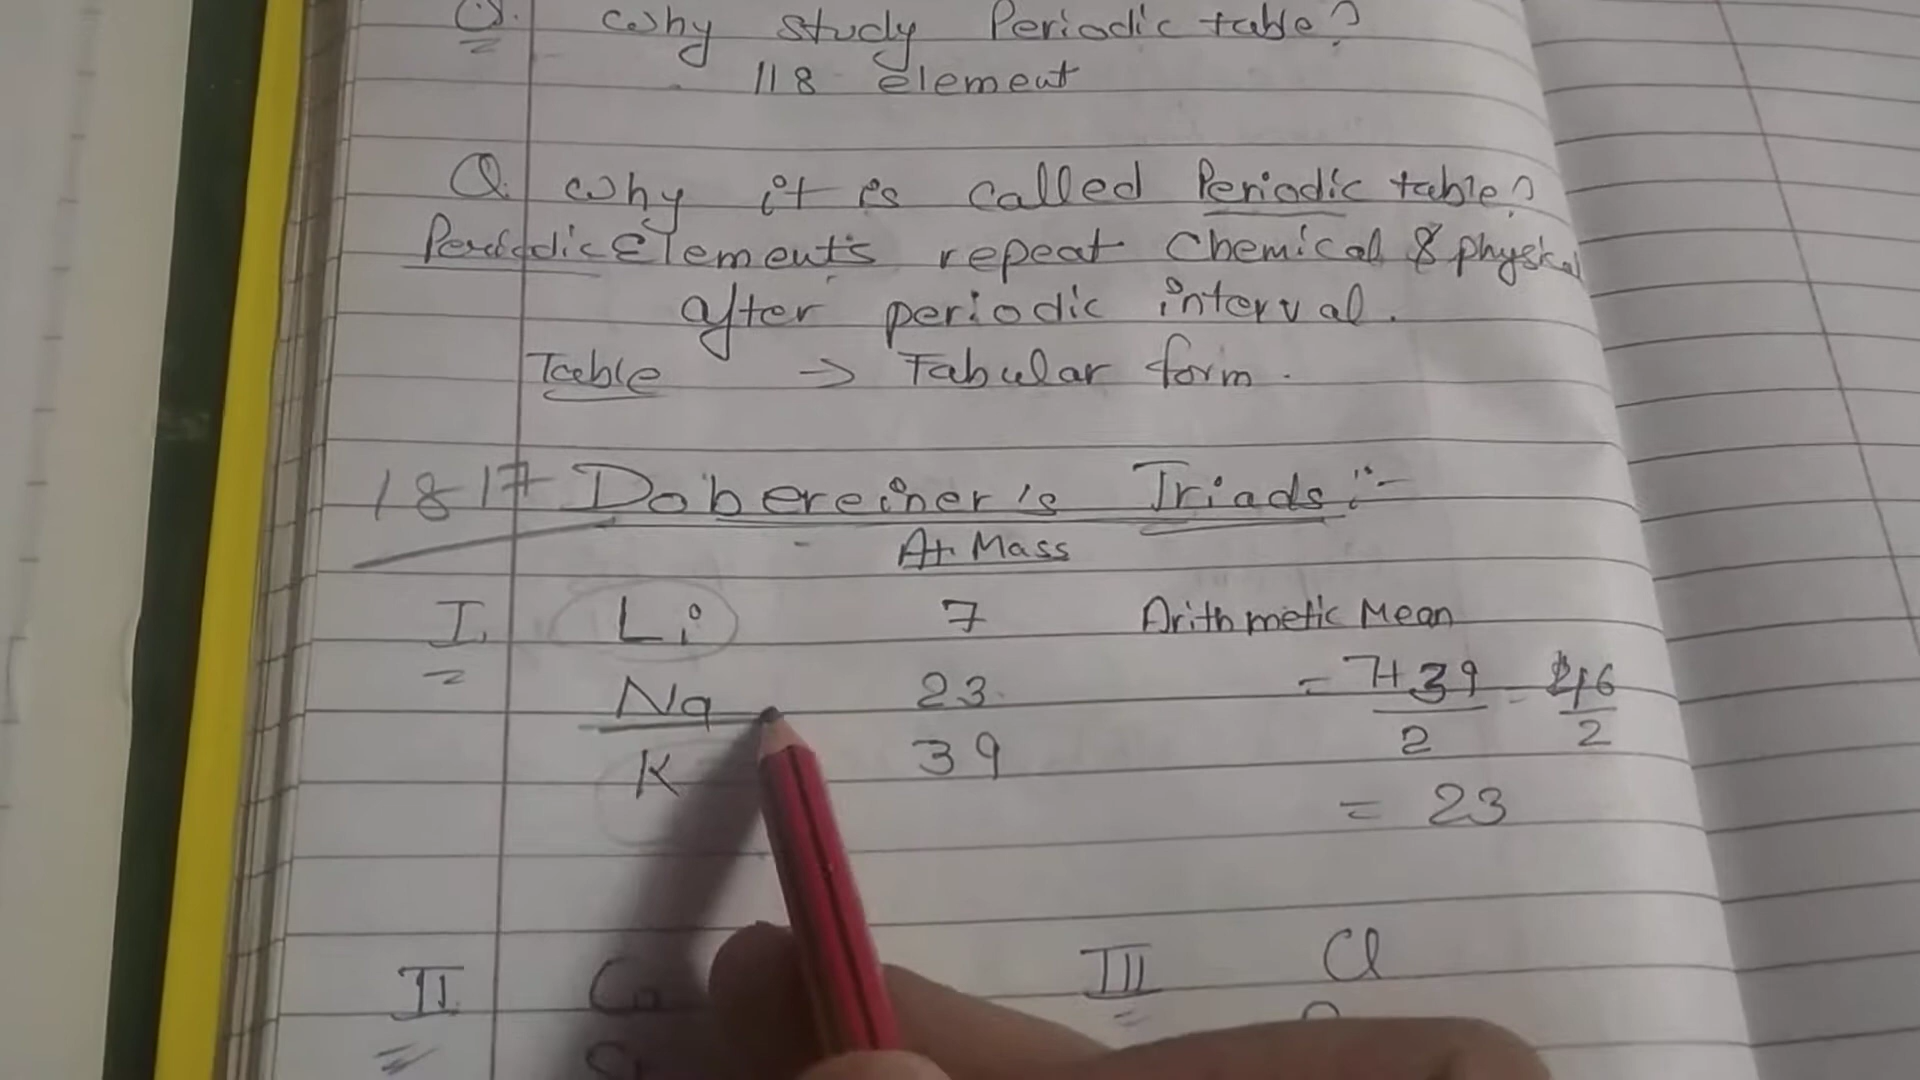 Q. Why study Periodic table?
118 element
Q. Why it is called Periodic table?
Periodic Elements repeat Chemical & physical
after periodic interval.
Table -> Tabular form.
1817 Dobereiner's Triads:-
At. Mass
I. Li 7 Arithmetic Mean
Na 23 = 7+39/2 = 46/2
K 39
= 23
II. Ca III Cl